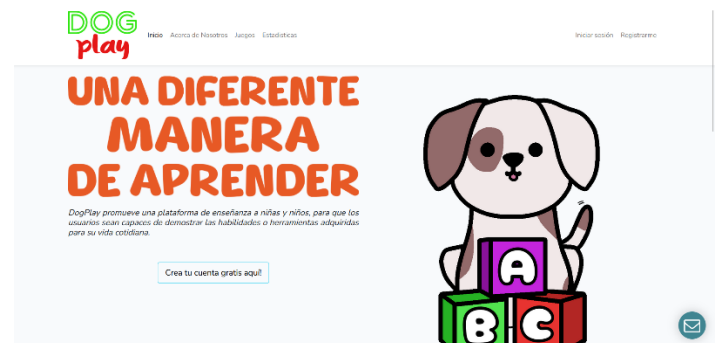 DOG
play
Inicio Acerca de Nosotros Juegos Estadísticas
Iniciar sesión Registrarme
UNA DIFERENTE
MANERA
DE APRENDER
DogPlay promueve una plataforma de enseñanza a niñas y niños, para que los
usuarios sean capaces de demostrar las habilidades o herramientas adquiridas
para su vida cotidiana.
Crea tu cuenta gratis aquí!
A
B C